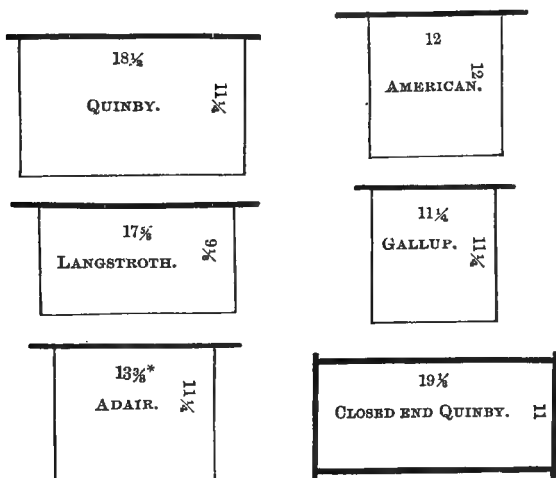 18½
11¼
QUINBY.
12
12
AMERICAN.
17⅝
9⅛
LANGSTROTH.
11¼
11¼
GALLUP.
13⅜*
11¼
ADAIR.
19⅛
CLOSED END QUINBY.
11